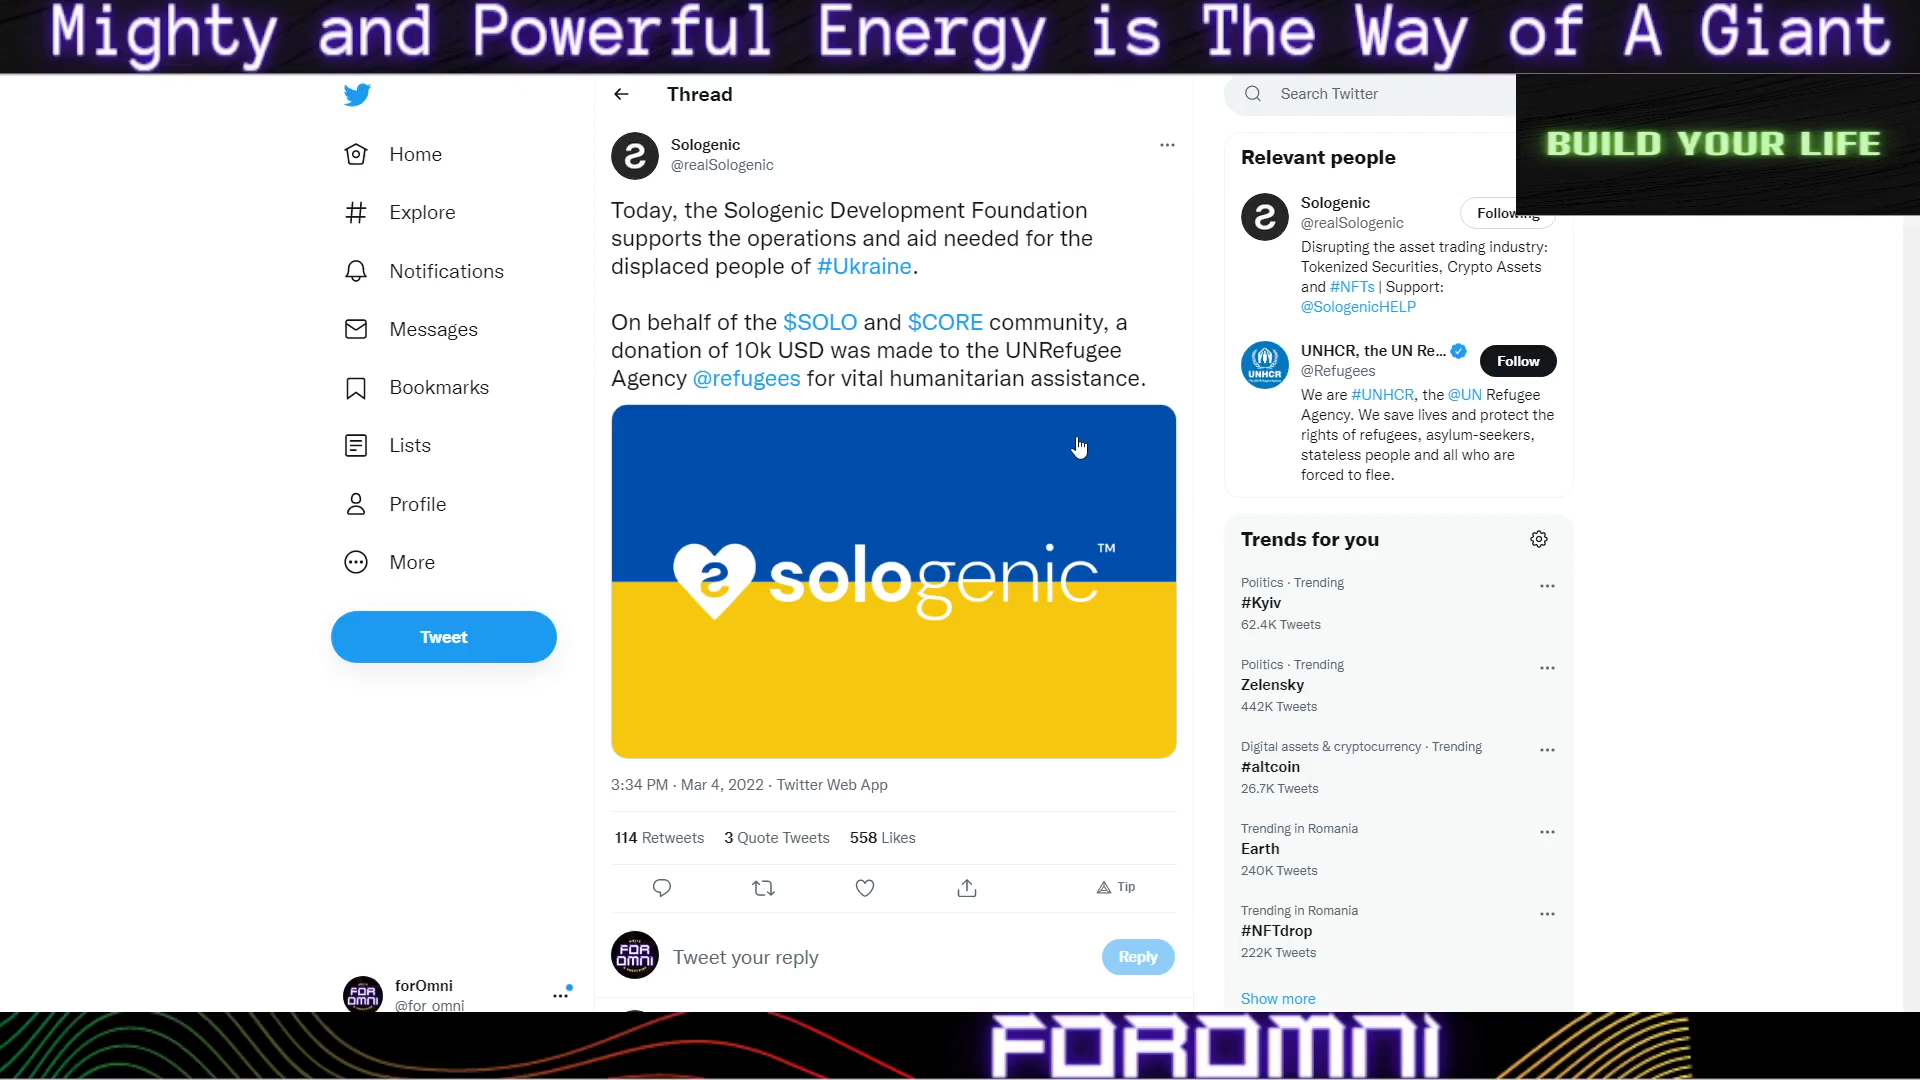 Mighty and Powerful Energy is The Way of A Giant
BUILD YOUR LIFE
Home
Explore
Notifications
Messages
Bookmarks
Lists
Profile
More
Tweet
forOmni
@for_omni
Thread
Sologenic
@realSologenic
Today, the Sologenic Development Foundation
supports the operations and aid needed for the
displaced people of #Ukraine.
On behalf of the $SOLO and $CORE community, a
donation of 10k USD was made to the UNRefugee
Agency @refugees for vital humanitarian assistance.
sologenic™
3:34 PM · Mar 4, 2022 · Twitter Web App
114 Retweets 3 Quote Tweets 558 Likes
Tip
FOR
OMNI
Tweet your reply
Reply
Search Twitter
Relevant people
Sologenic
@realSologenic
Following
Disrupting the asset trading industry:
Tokenized Securities, Crypto Assets
and #NFTs | Support:
@SologenicHELP
UNHCR
UNHCR, the UN Re...
@Refugees
Follow
We are #UNHCR, the @UN Refugee
Agency. We save lives and protect the
rights of refugees, asylum-seekers,
stateless people and all who are
forced to flee.
Trends for you
Politics · Trending
#Kyiv
62.4K Tweets
Politics · Trending
Zelensky
442K Tweets
Digital assets & cryptocurrency · Trending
#altcoin
26.7K Tweets
Trending in Romania
Earth
240K Tweets
Trending in Romania
#NFTdrop
222K Tweets
Show more
FOROMNI